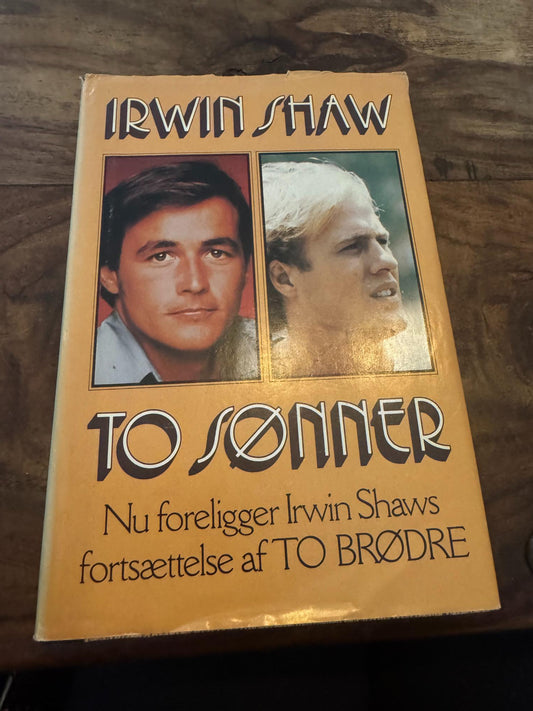 IRWIN SHAW
TO SØNNER
Nu foreligger Irwin Shaws
fortsættelse af TO BRØDRE